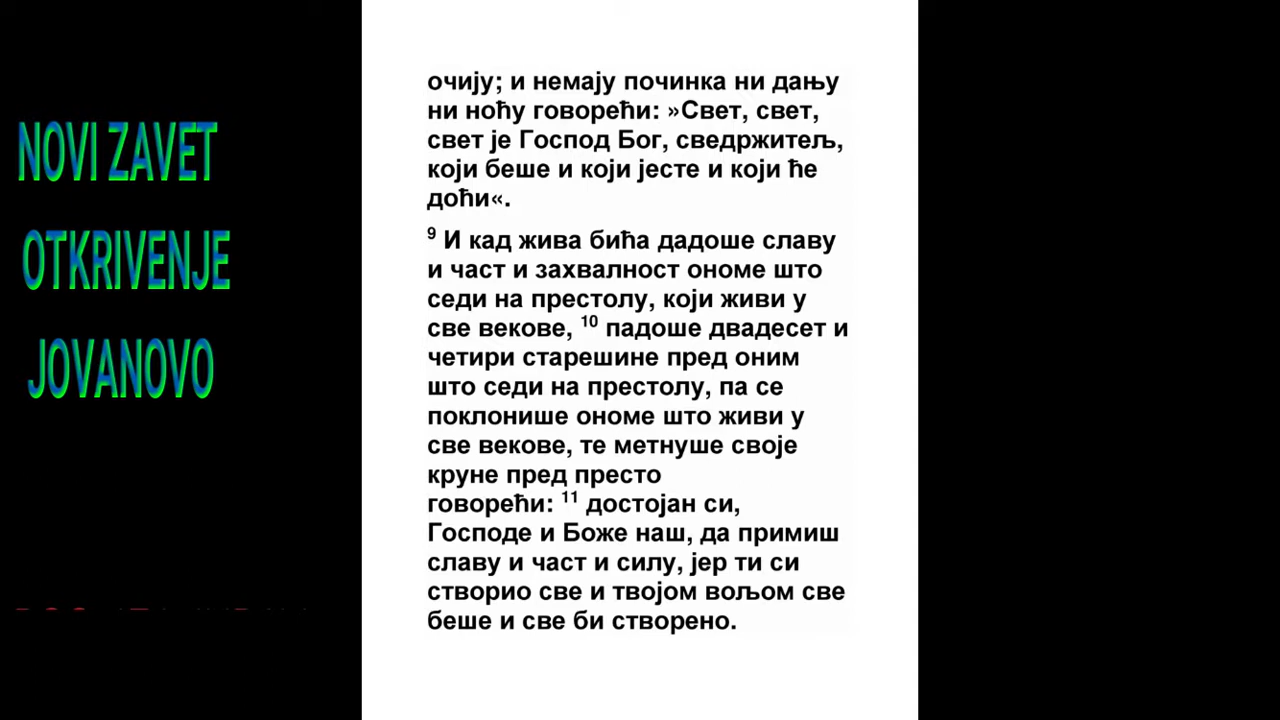 NOVI ZAVET
OTKRIVENJE
JOVANOVO
очију; и немају починка ни дању
ни ноћу говорећи: »Свет, свет,
свет је Господ Бог, сведржитељ,
који беше и који јесте и који ће
доћи«.
9 И кад жива бића дадоше славу
и част и захвалност ономе што
седи на престолу, који живи у
све векове, 10 падоше двадесет и
четири старешине пред оним
што седи на престолу, па се
поклонише ономе што живи у
све векове, те метнуше своје
круне пред престо
говорећи: 11 достојан си,
Господе и Боже наш, да примиш
славу и част и силу, јер ти си
створио све и твојом вољом све
беше и све би створено.